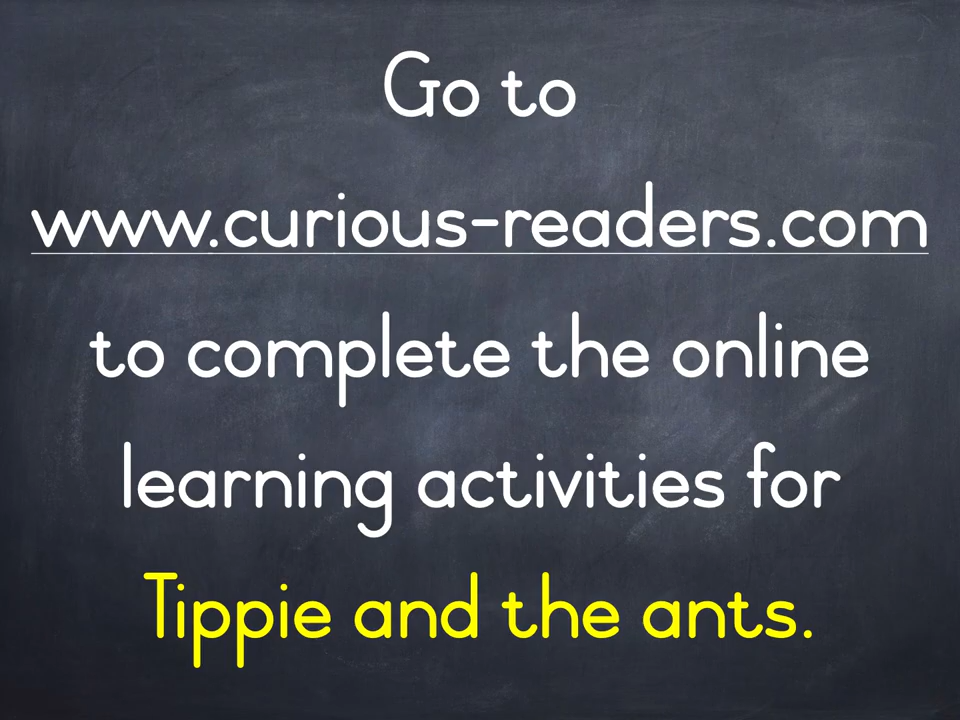 Go to
www.curious-readers.com
to complete the online
learning activities for
Tippie and the ants.